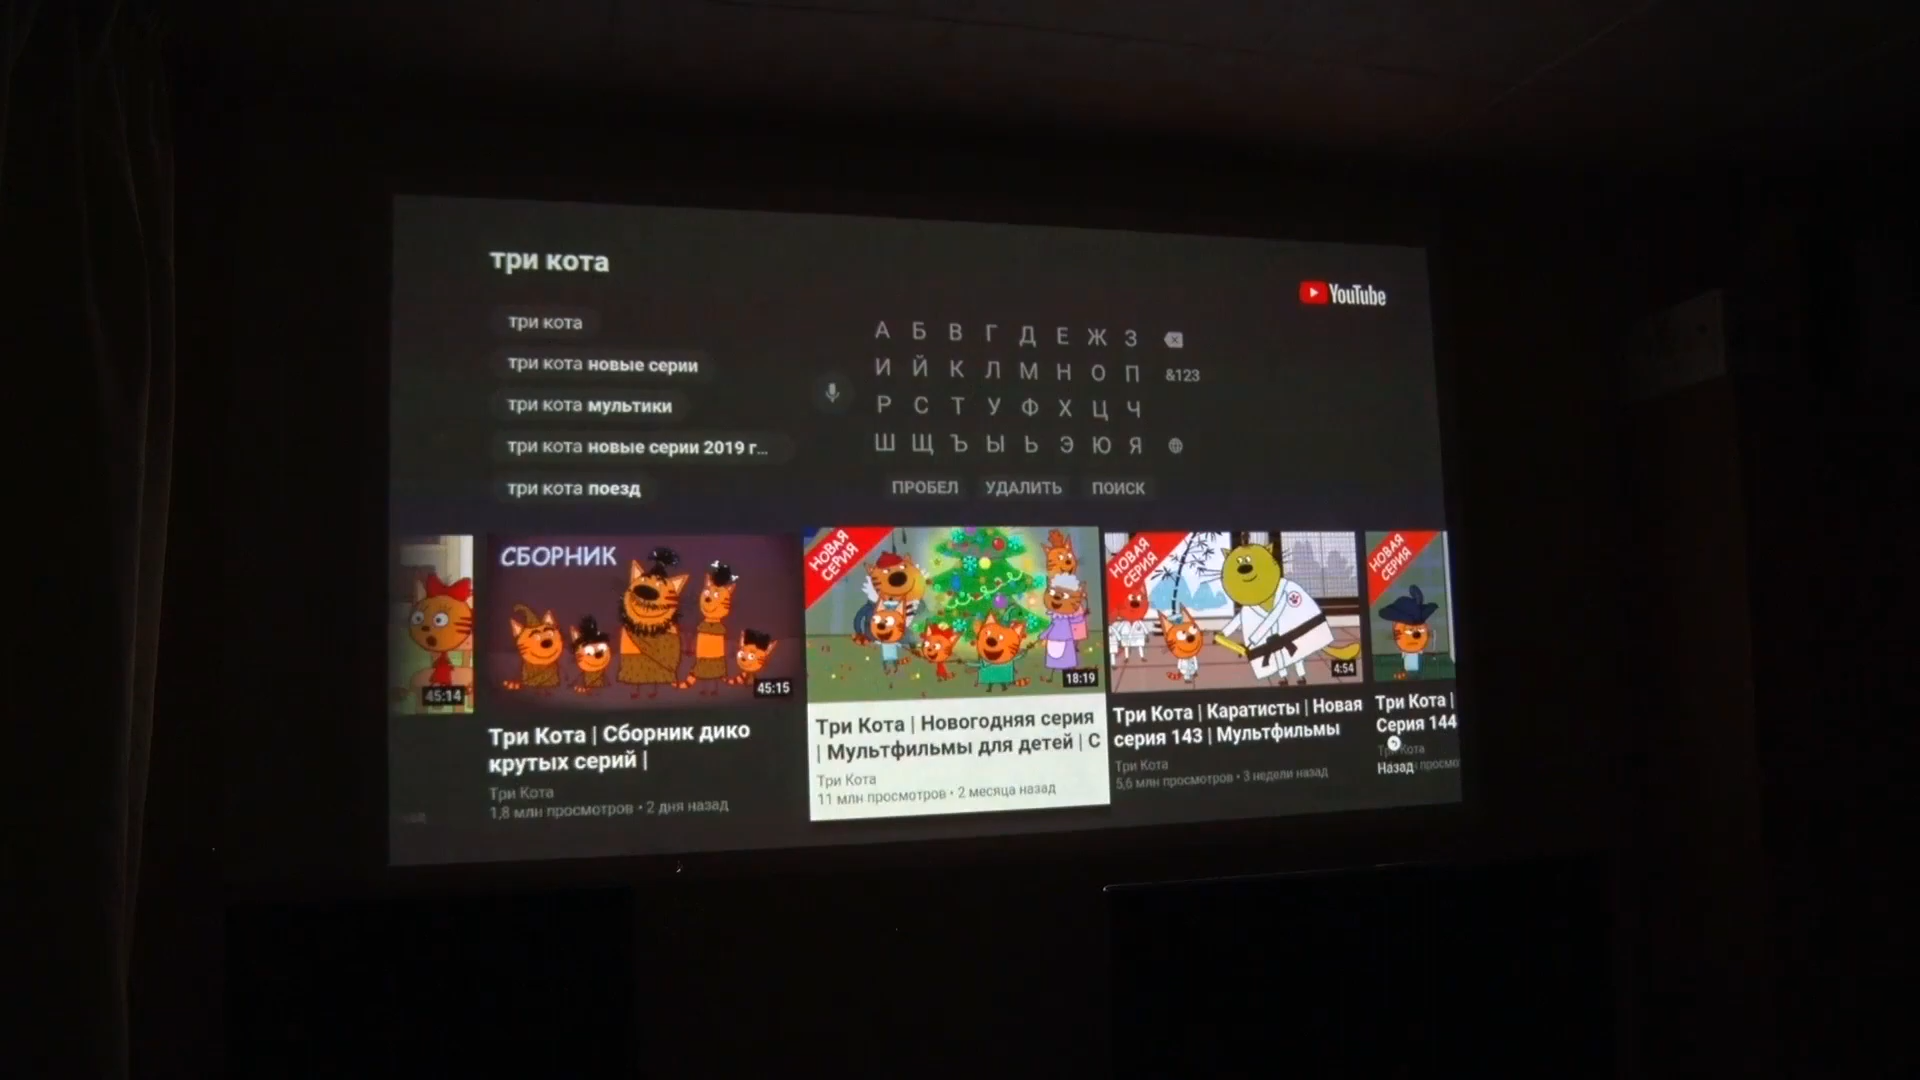 три кота
YouTube
три кота
три кота новые серии
три кота мультики
три кота новые серии 2019 г...
три кота поезд
А Б В Г Д Е Ж З
И Й К Л М Н О П &123
Р С Т У Ф Х Ц Ч
Ш Щ Ъ Ы Ь Э Ю Я
ПРОБЕЛ УДАЛИТЬ ПОИСК
45:14
СБОРНИК
45:15
Три Кота | Сборник дико
крутых серий |
Три Кота
1,8 млн просмотров • 2 дня назад
НОВАЯ
СЕРИЯ
18:19
Три Кота | Новогодняя серия
| Мультфильмы для детей | С
Три Кота
11 млн просмотров • 2 месяца назад
НОВАЯ
СЕРИЯ
4:54
Три Кота | Каратисты | Новая
серия 143 | Мультфильмы
Три Кота
5,6 млн просмотров • 3 недели назад
НОВАЯ
СЕРИЯ
Три Кота |
Серия 144
Три Кота
Назад